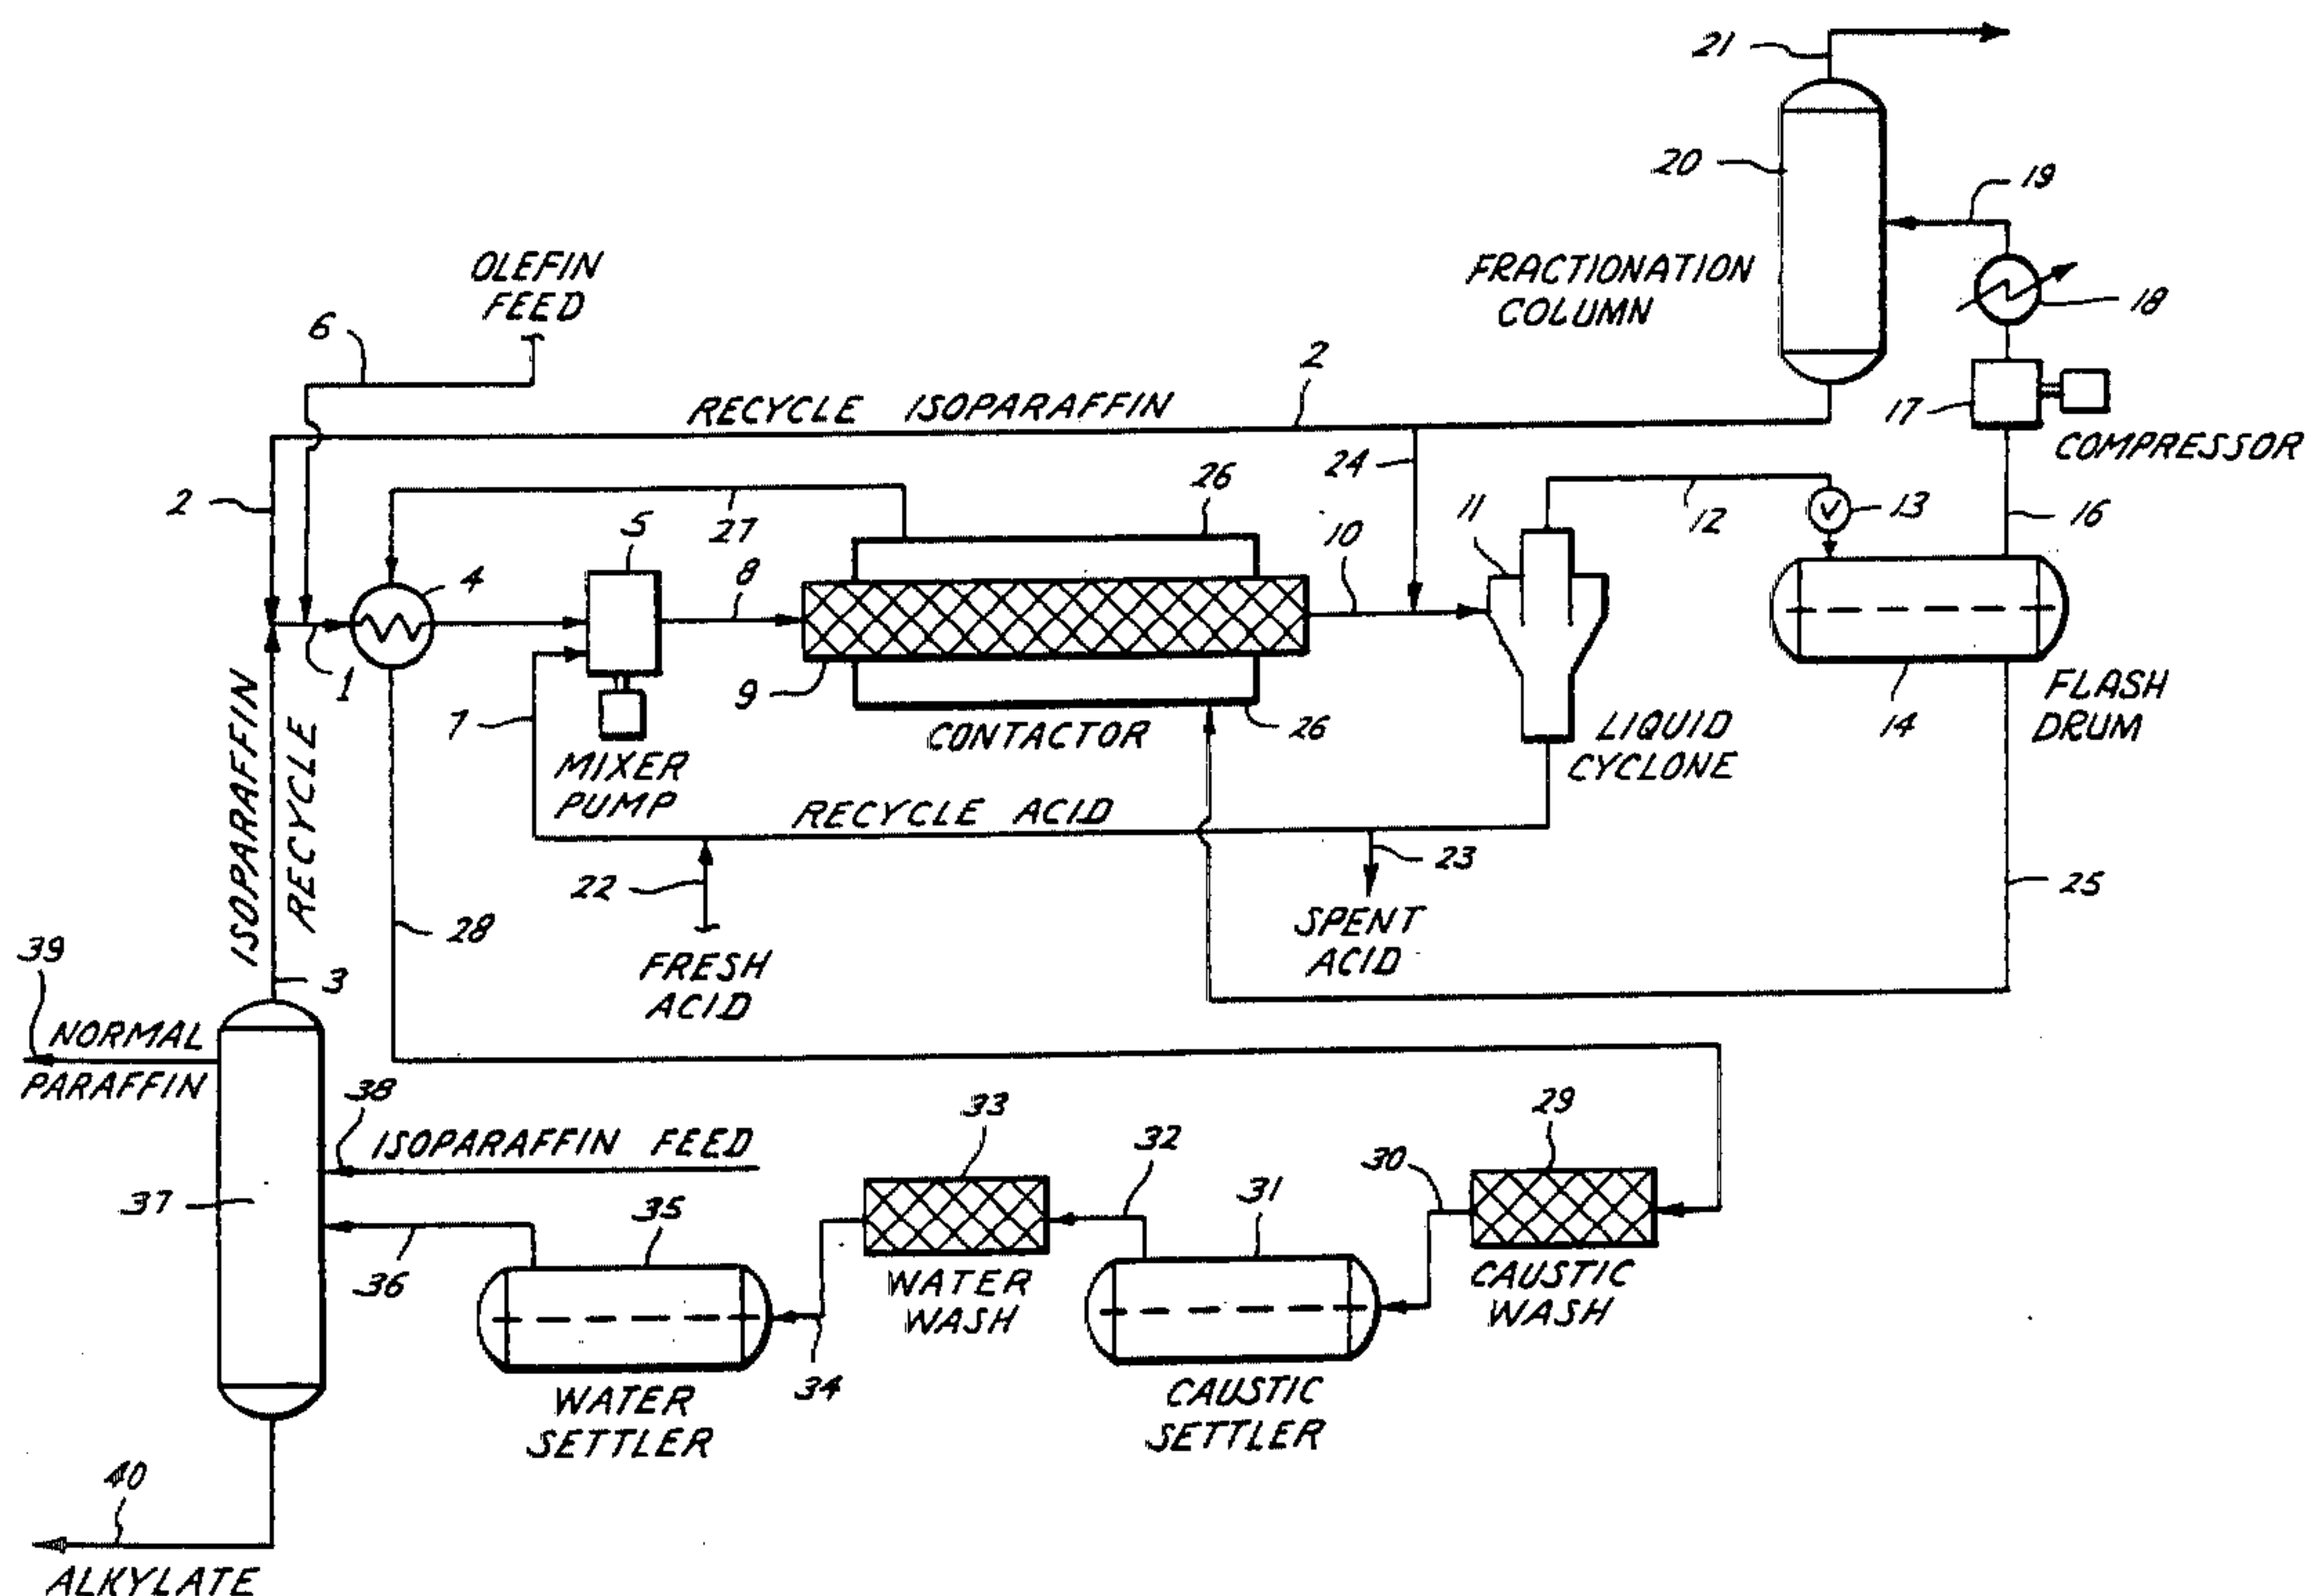 21
20
19
OLEFIN
FEED
FRACTIONATION
COLUMN
18
6
2
RECYCLE ISOPARAFFIN
17
COMPRESSOR
24
26
2
27
5
11
12
13
16
10
4
8
1
9
7
CONTACTOR
26
14
FLASH
DRUM
LIQUID
CYCLONE
MIXER
PUMP
ISOPARAFFIN
RECYCLE
RECYCLE ACID
22
23
25
28
SPENT
ACID
FRESH
ACID
39
3
NORMAL
PARAFFIN
38
33
29
32
30
ISOPARAFFIN FEED
37
35
31
36
WATER
WASH
CAUSTIC
WASH
34
WATER
SETTLER
CAUSTIC
SETTLER
40
ALKYLATE